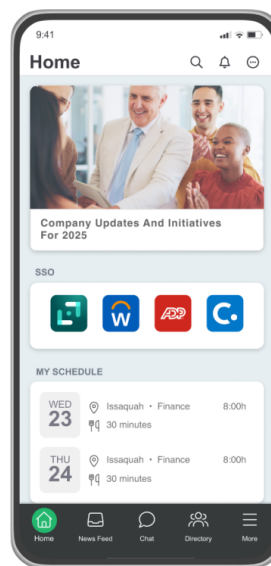 9:41
Home
Company Updates And Initiatives
For 2025
SSO
W
ADP
C.
MY SCHEDULE
WED
23
Issaquah • Finance
8:00h
30 minutes
THU
24
Issaquah • Finance
8:00h
30 minutes
Home
News Feed
Chat
Directory
More